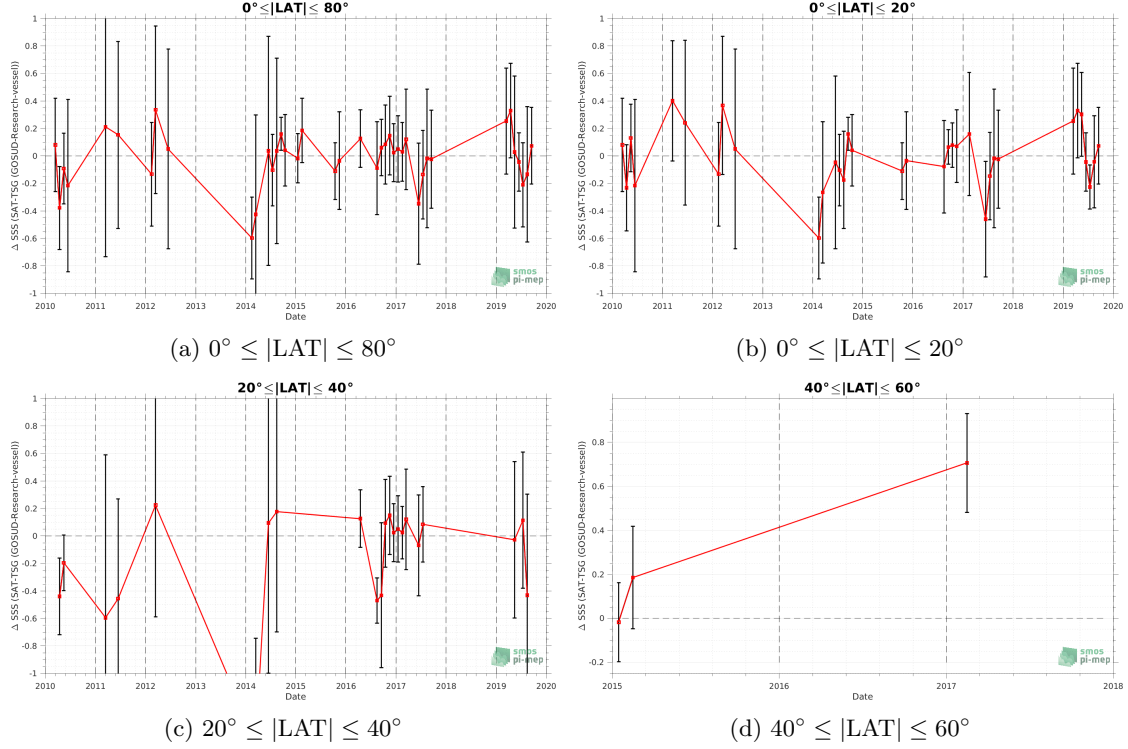 0°≤|LAT|≤ 80°
Δ SSS (SAT-TSG (GOSUD-Research-vessel))
1
0.8
0.6
0.4
0.2
0
-0.2
-0.4
-0.6
-0.8
-1
2010 2011 2012 2013 2014 2015 2016 2017 2018 2019 2020
Date
smos
pi-mep
(a) 0° ≤ |LAT| ≤ 80°
0°≤|LAT|≤ 20°
Δ SSS (SAT-TSG (GOSUD-Research-vessel))
1
0.8
0.6
0.4
0.2
0
-0.2
-0.4
-0.6
-0.8
-1
2010 2011 2012 2013 2014 2015 2016 2017 2018 2019 2020
Date
smos
pi-mep
(b) 0° ≤ |LAT| ≤ 20°
20°≤|LAT|≤ 40°
Δ SSS (SAT-TSG (GOSUD-Research-vessel))
1
0.8
0.6
0.4
0.2
0
-0.2
-0.4
-0.6
-0.8
-1
2010 2011 2012 2013 2014 2015 2016 2017 2018 2019 2020
Date
smos
pi-mep
(c) 20° ≤ |LAT| ≤ 40°
40°≤|LAT|≤ 60°
Δ SSS (SAT-TSG (GOSUD-Research-vessel))
0.8
0.6
0.4
0.2
0
-0.2
2015 2016 2017 2018
Date
smos
pi-mep
(d) 40° ≤ |LAT| ≤ 60°